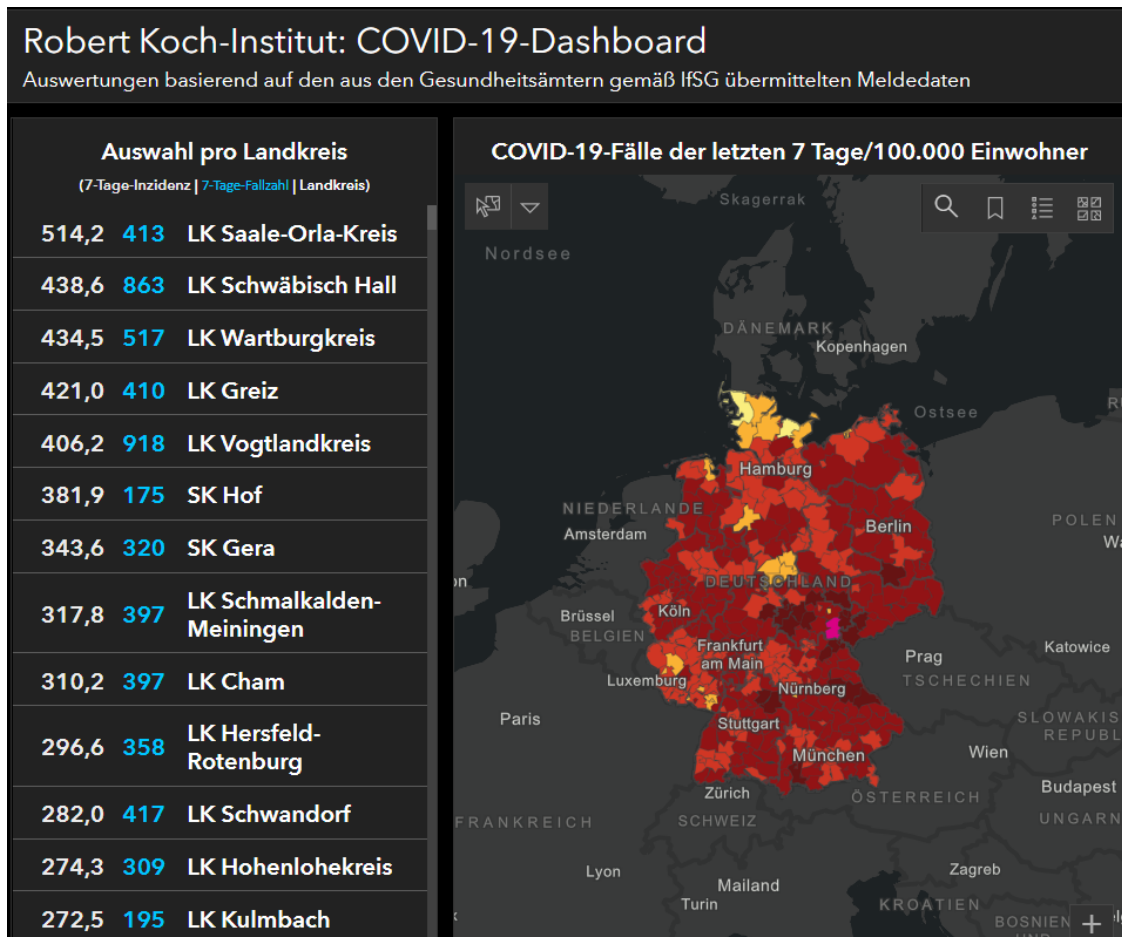 Robert Koch-Institut: COVID-19-Dashboard
Auswertungen basierend auf den aus den Gesundheitsämtern gemäß IfSG übermittelten Meldedaten
Auswahl pro Landkreis
(7-Tage-Inzidenz | 7-Tage-Fallzahl | Landkreis)
514,2 413 LK Saale-Orla-Kreis
438,6 863 LK Schwäbisch Hall
434,5 517 LK Wartburgkreis
421,0 410 LK Greiz
406,2 918 LK Vogtlandkreis
381,9 175 SK Hof
343,6 320 SK Gera
317,8 397 LK Schmalkalden-
Meiningen
310,2 397 LK Cham
296,6 358 LK Hersfeld-
Rotenburg
282,0 417 LK Schwandorf
274,3 309 LK Hohenlohekreis
272,5 195 LK Kulmbach
COVID-19-Fälle der letzten 7 Tage/100.000 Einwohner
Skagerrak
Nordsee
DÄNEMARK
Kopenhagen
Ostsee
Hamburg
NIEDERLANDE
Amsterdam
Berlin
POLEN
DEUTSCHLAND
Köln
Brüssel
BELGIEN
Frankfurt
am Main
Prag
Katowice
Luxemburg
TSCHECHIEN
Nürnberg
Paris
Stuttgart
SLOWAKIS
REPUBL
München
Wien
Zürich
Budapest
ÖSTERREICH
FRANKREICH
SCHWEIZ
UNGARN
Lyon
Zagreb
Mailand
Turin
KROATIEN
BOSNIEN